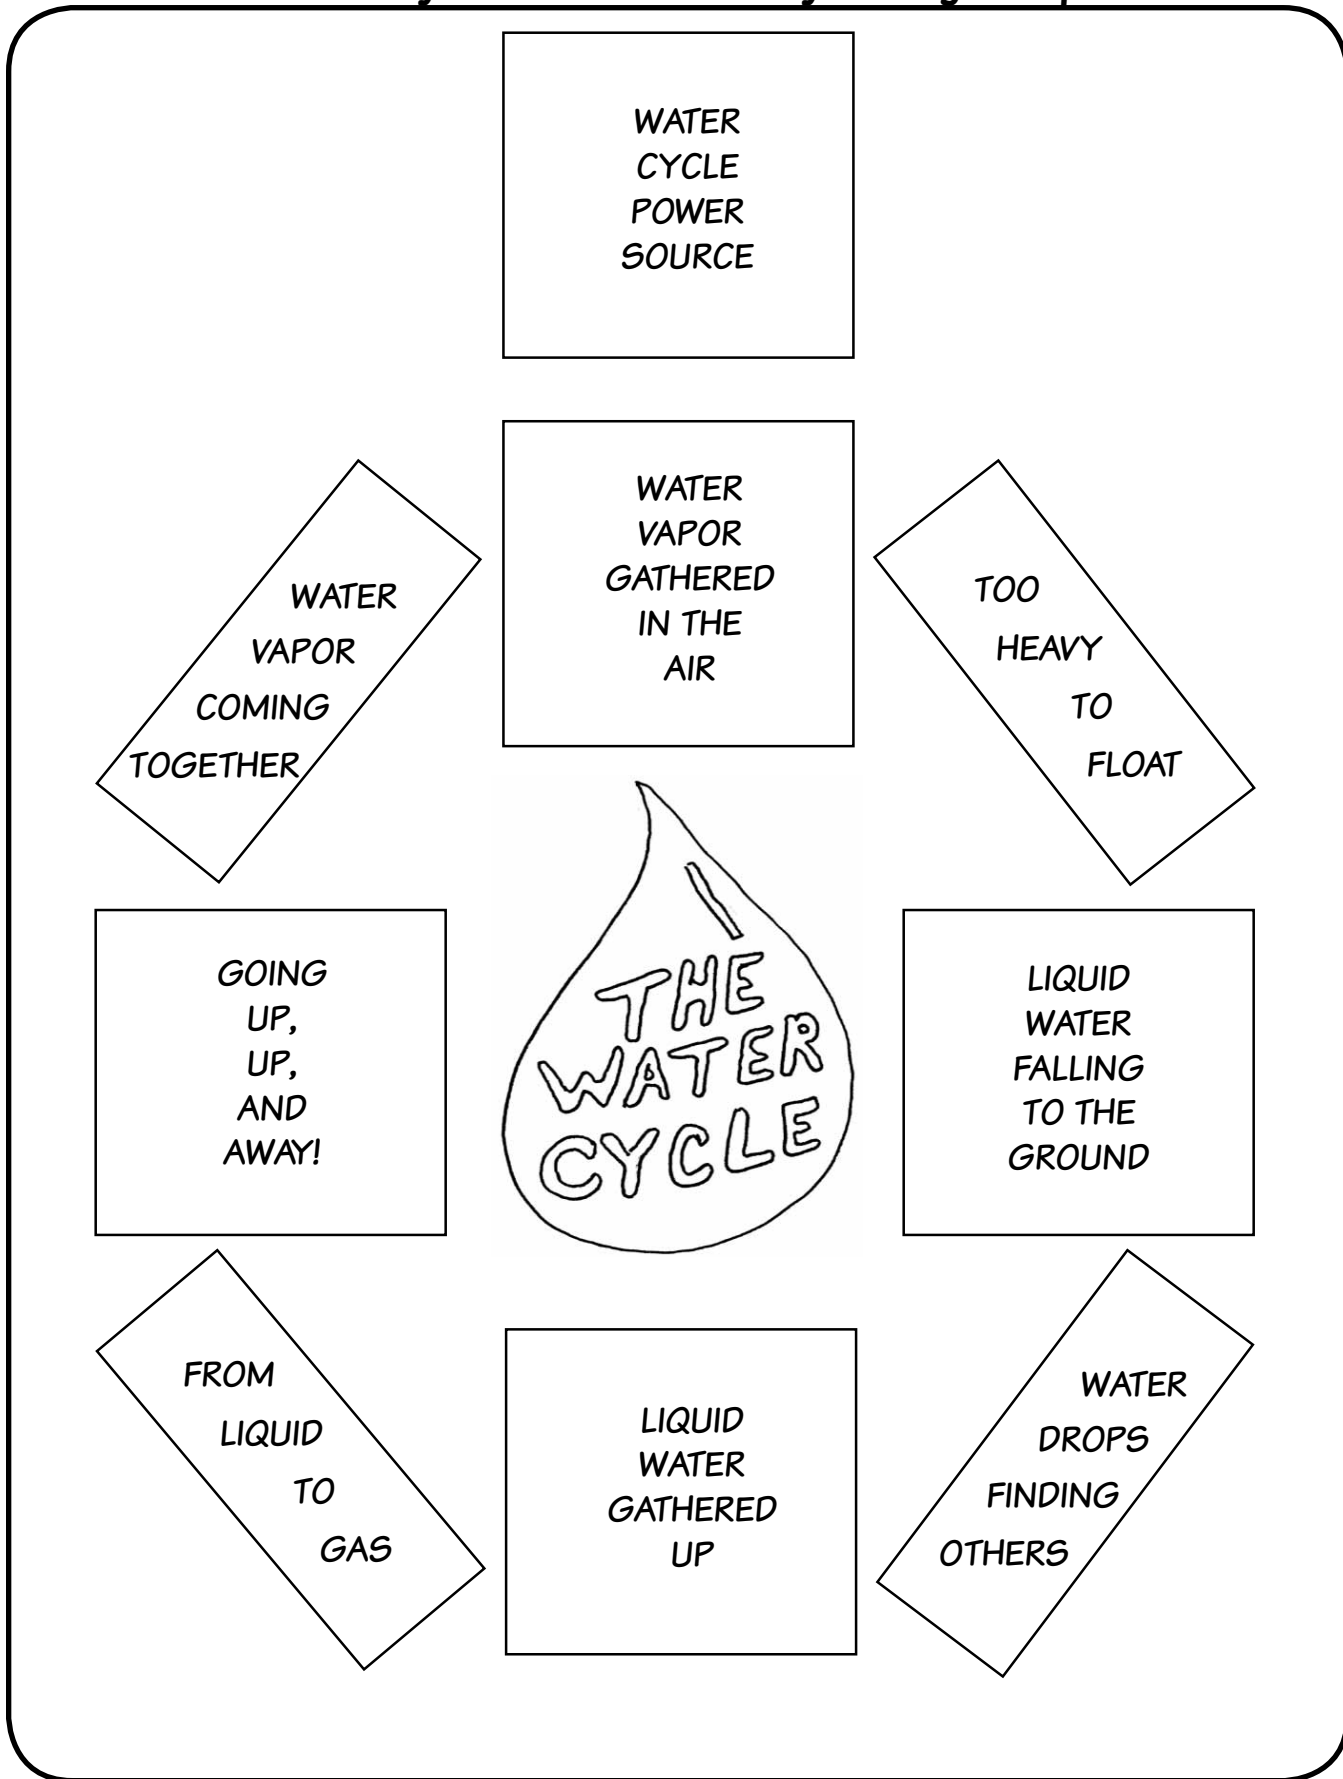 WATER
CYCLE
POWER
SOURCE
WATER
VAPOR
GATHERED
IN THE
AIR
WATER
VAPOR
COMING
TOGETHER
TOO
HEAVY
TO
FLOAT
GOING
UP,
UP,
AND
AWAY!
THE
WATER
CYCLE
LIQUID
WATER
FALLING
TO THE
GROUND
FROM
LIQUID
TO
GAS
LIQUID
WATER
GATHERED
UP
WATER
DROPS
FINDING
OTHERS